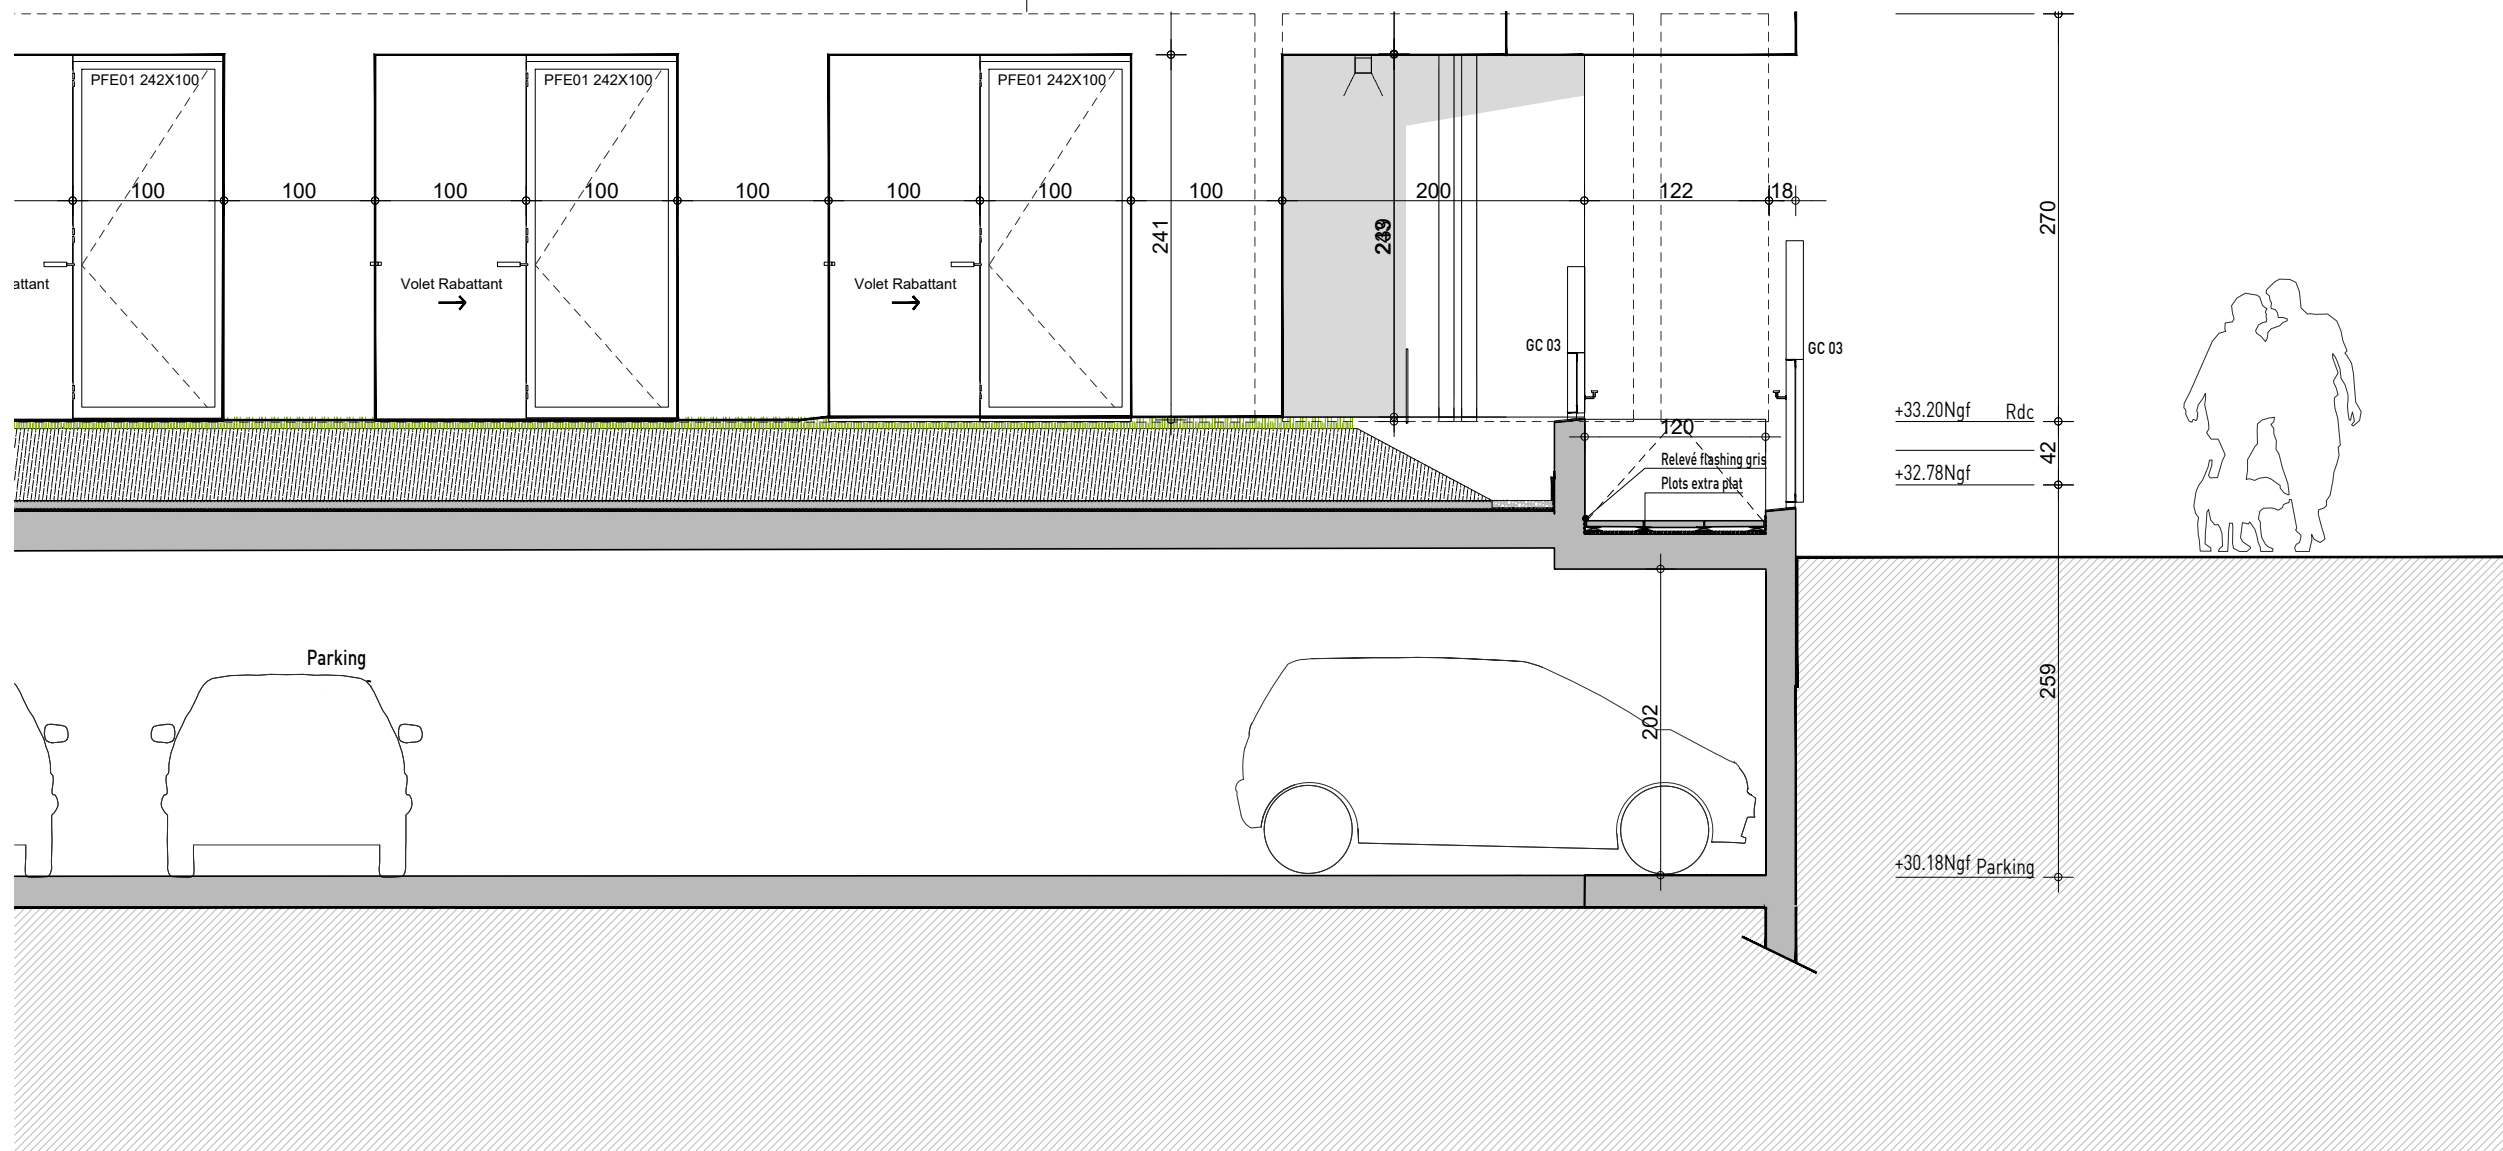 PFE01 242X100
PFE01 242X100
PFE01 242X100
100
100
100
100
100
100
100
100
200
122
18
241
270
attant
Volet Rabattant
Volet Rabattant
GC 03
GC 03
+33.20Ngf Rdc
120
42
Relevé flashing gris
+32.78Ngf
Plots extra plat
Parking
259
202
+30.18Ngf Parking